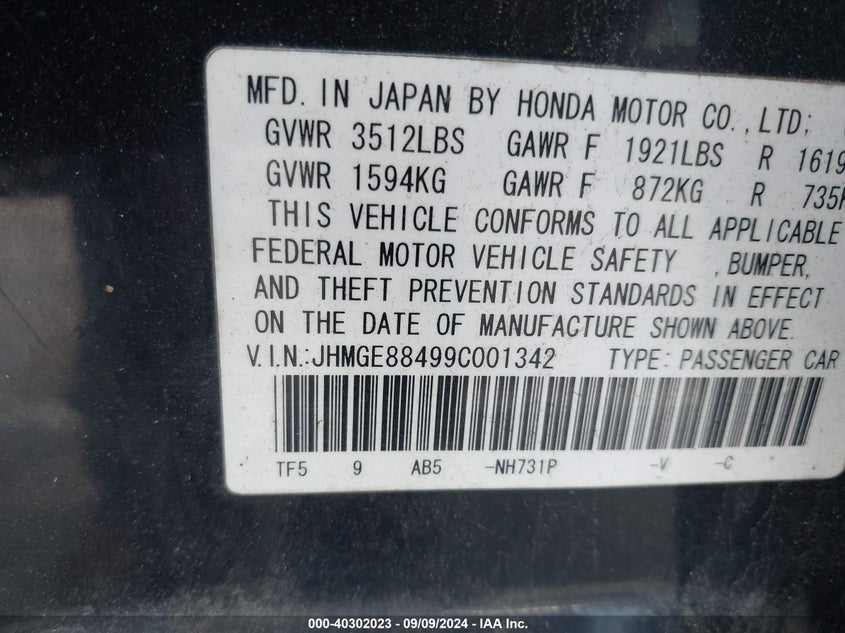 MFD. IN JAPAN BY HONDA MOTOR CO., LTD;
GVWR 3512LBS GAWR F 1921LBS R 1619
GVWR 1594KG GAWR F 872KG R 735
THIS VEHICLE CONFORMS TO ALL APPLICABLE
FEDERAL MOTOR VEHICLE SAFETY , BUMPER,
AND THEFT PREVENTION STANDARDS IN EFFECT
ON THE DATE OF MANUFACTURE SHOWN ABOVE.
V.I.N.:JHMGE88499C001342 TYPE: PASSENGER CAR
TF5 9 AB5 -NH731P -V -C
000-40302023 - 09/09/2024 - IAA Inc.